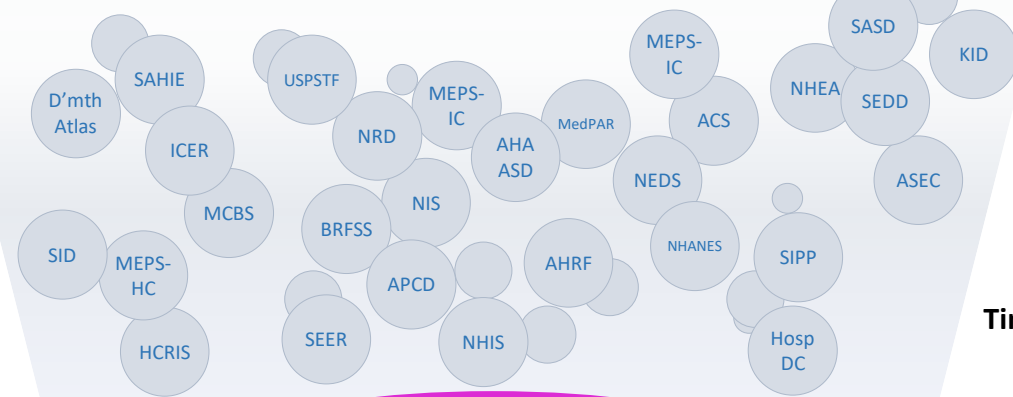 SASD
MEPS-
IC
KID
SAHIE
USPSTF
NHEA
SEDD
D'mth
Atlas
MEPS-
IC
MedPAR
ACS
NRD
AHA
ASD
ICER
NEDS
ASEC
MCBS
NIS
BRFSS
NHANES
SID
MEPS-
HC
AHRF
SIPP
APCD
SEER
NHIS
HCRIS
Hosp
DC